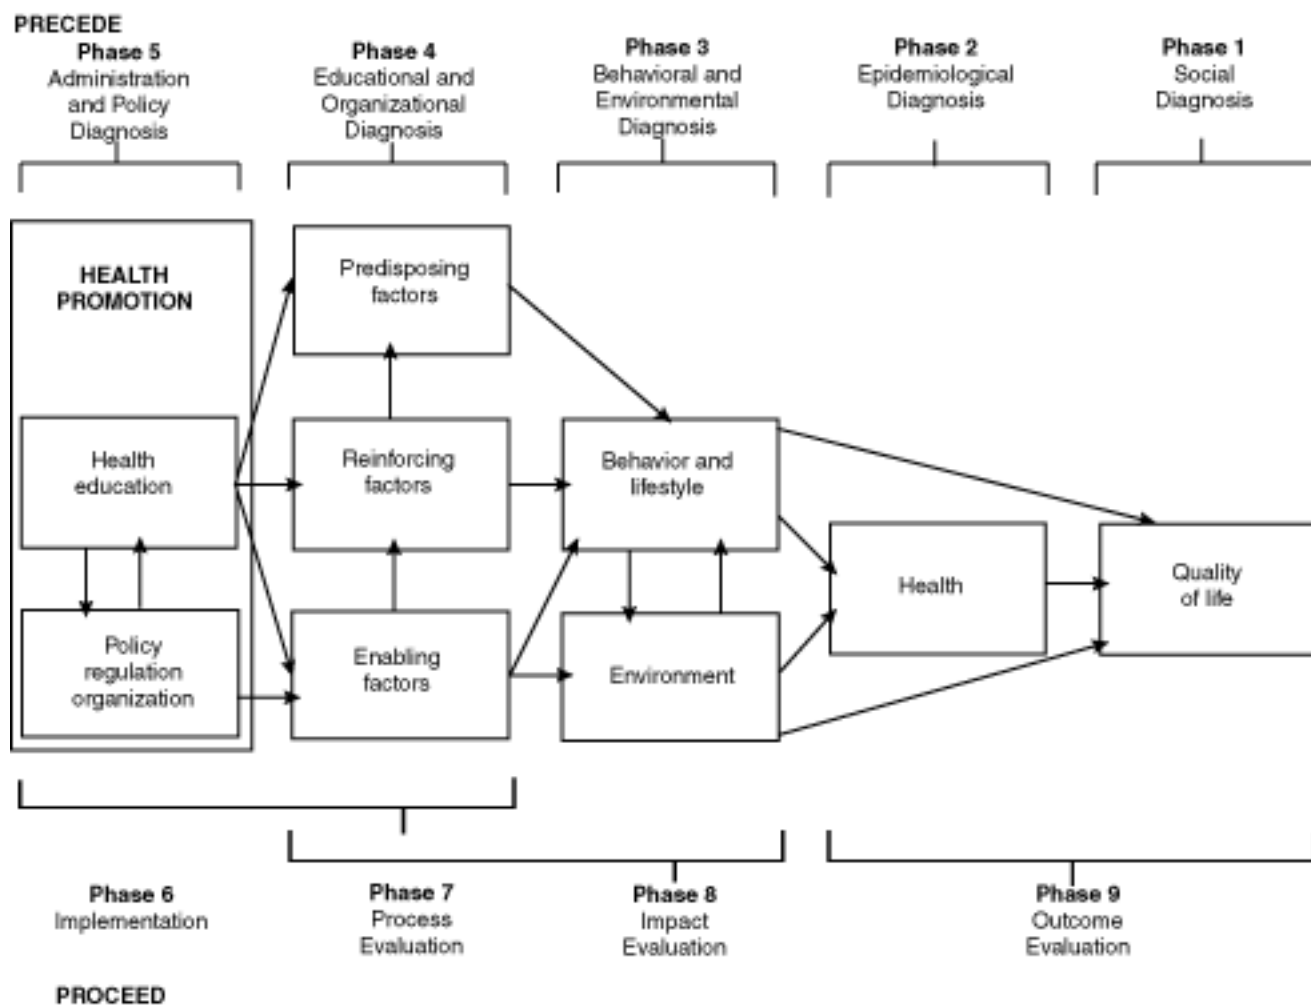 PRECEDE
Phase 5
Administration
and Policy
Diagnosis
Phase 4
Educational and
Organizational
Diagnosis
Phase 3
Behavioral and
Environmental
Diagnosis
Phase 2
Epidemiological
Diagnosis
Phase 1
Social
Diagnosis
HEALTH
PROMOTION
Predisposing
factors
Health
education
Reinforcing
factors
Behavior and
lifestyle
Policy
regulation
organization
Enabling
factors
Environment
Health
Quality
of life
Phase 6
Implementation
Phase 7
Process
Evaluation
Phase 8
Impact
Evaluation
Phase 9
Outcome
Evaluation
PROCEED